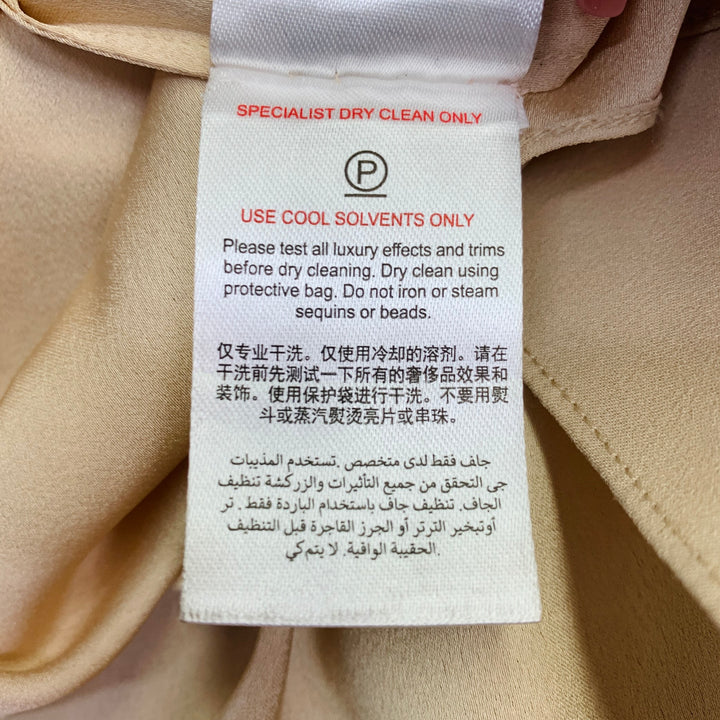 SPECIALIST DRY CLEAN ONLY
P
USE COOL SOLVENTS ONLY
Please test all luxury effects and trims
before dry cleaning. Dry clean using
protective bag. Do not iron or steam
sequins or beads.
仅专业干洗。仅使用冷却的溶剂。请在
干洗前先测试一下所有的奢侈品效果和
装饰。使用保护袋进行干洗。不要用熨
斗或蒸汽熨烫亮片或串珠。
جاف فقط لدى متخصص .تستخدم المذيبات
جى التحقق من جميع التأثيرات والزركشة تنظيف
الجاف. تنظيف جاف باستخدام الباردة فقط . تر
أوتبخير الترتر أو الجرز القاجرة قبل التنظيف
.الحقيبة الواقية. لا يتم كي